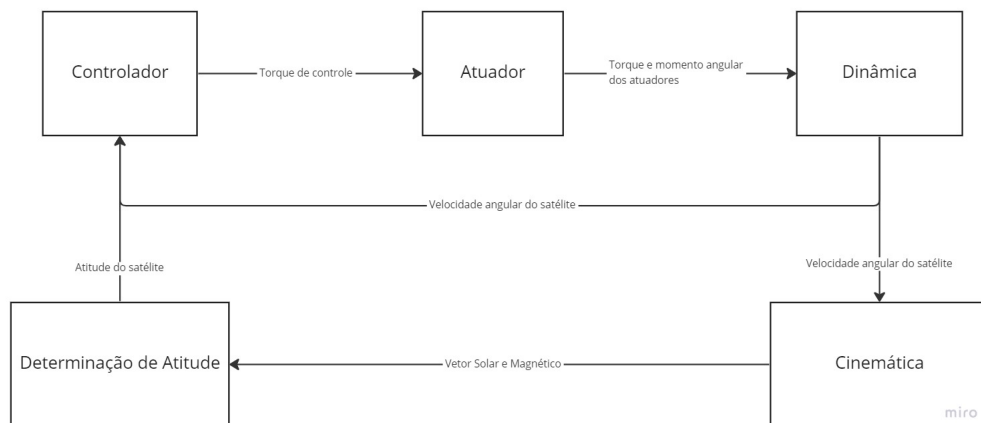 Controlador
Torque de controle
Atuador
Torque e momento angular
dos atuadores
Dinâmica
Velocidade angular do satélite
Atitude do satélite
Velocidade angular do satélite
Determinação de Atitude
Vetor Solar e Magnético
Cinemática
miro